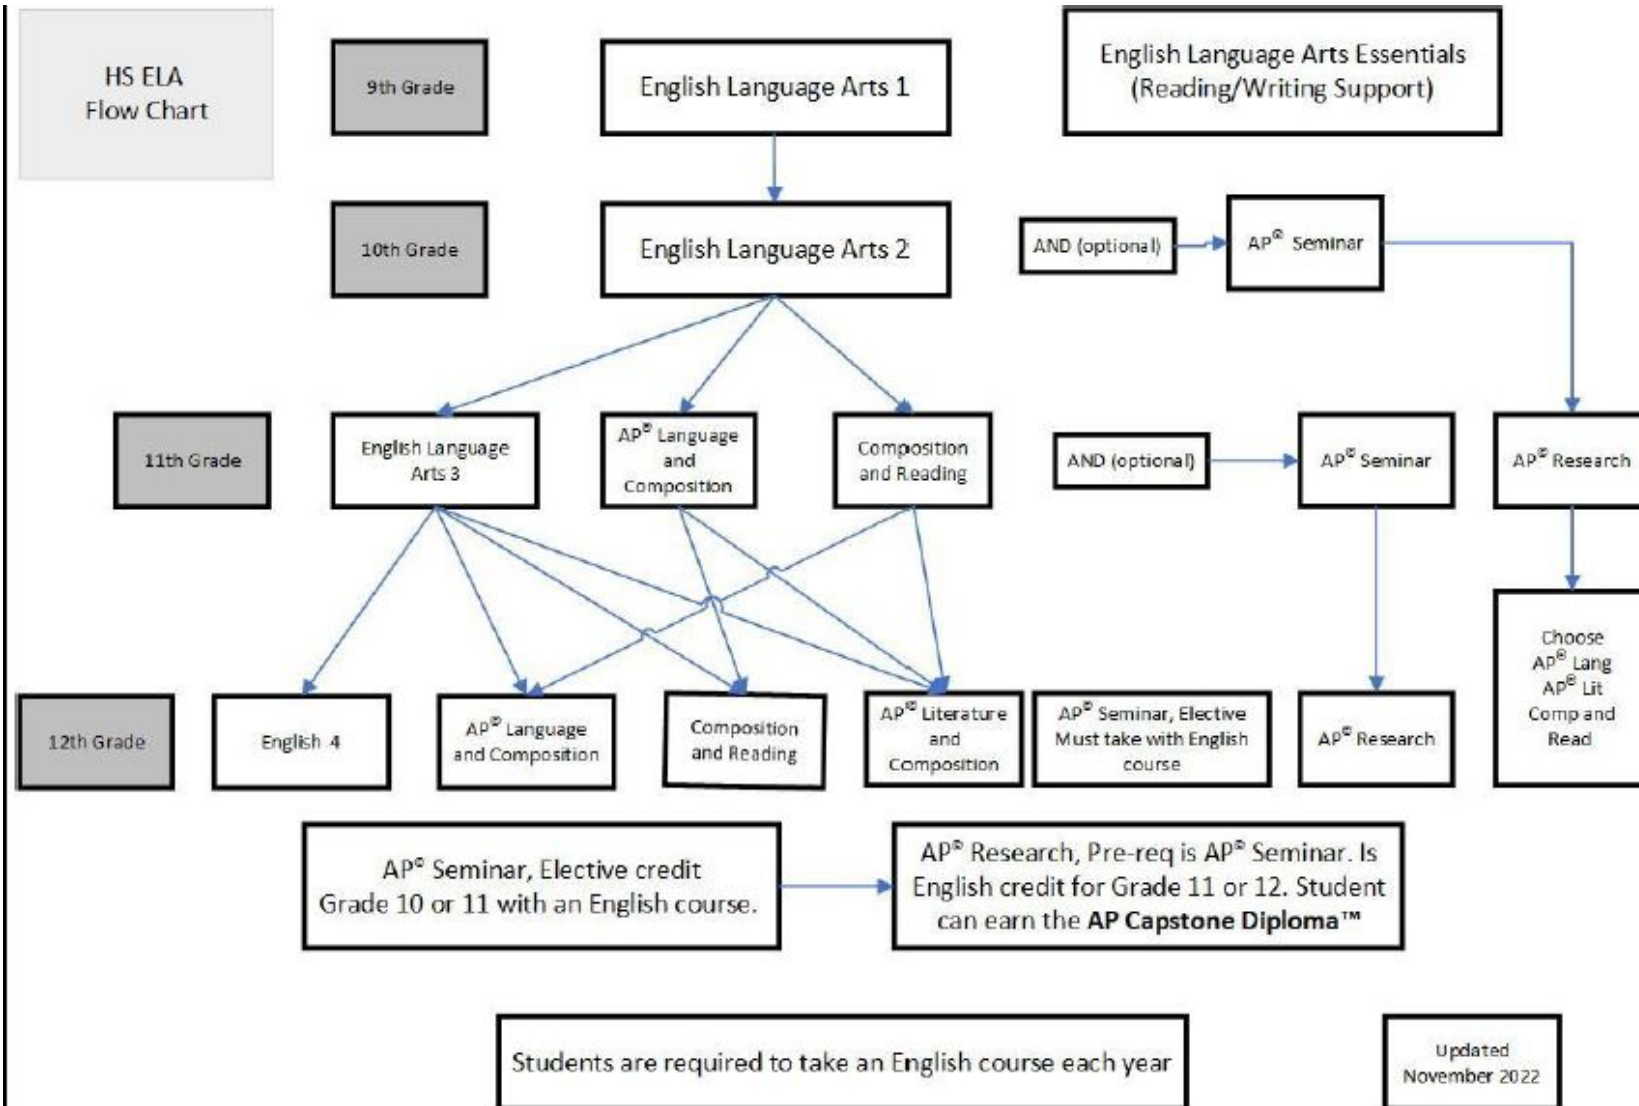 HS ELA
Flow Chart
9th Grade
English Language Arts 1
English Language Arts Essentials
(Reading/Writing Support)
10th Grade
English Language Arts 2
AND (optional)
AP® Seminar
11th Grade
English Language
Arts 3
AP® Language
and
Composition
Composition
and Reading
AND (optional)
AP® Seminar
AP® Research
12th Grade
English 4
AP® Language
and Composition
Composition
and Reading
AP® Literature
and
Composition
AP® Seminar, Elective
Must take with English
course
AP® Research
Choose
AP® Lang
AP® Lit
Comp and
Read
AP® Seminar, Elective credit
Grade 10 or 11 with an English course.
AP® Research, Pre-req is AP® Seminar. Is
English credit for Grade 11 or 12. Student
can earn the AP Capstone Diploma™
Students are required to take an English course each year
Updated
November 2022